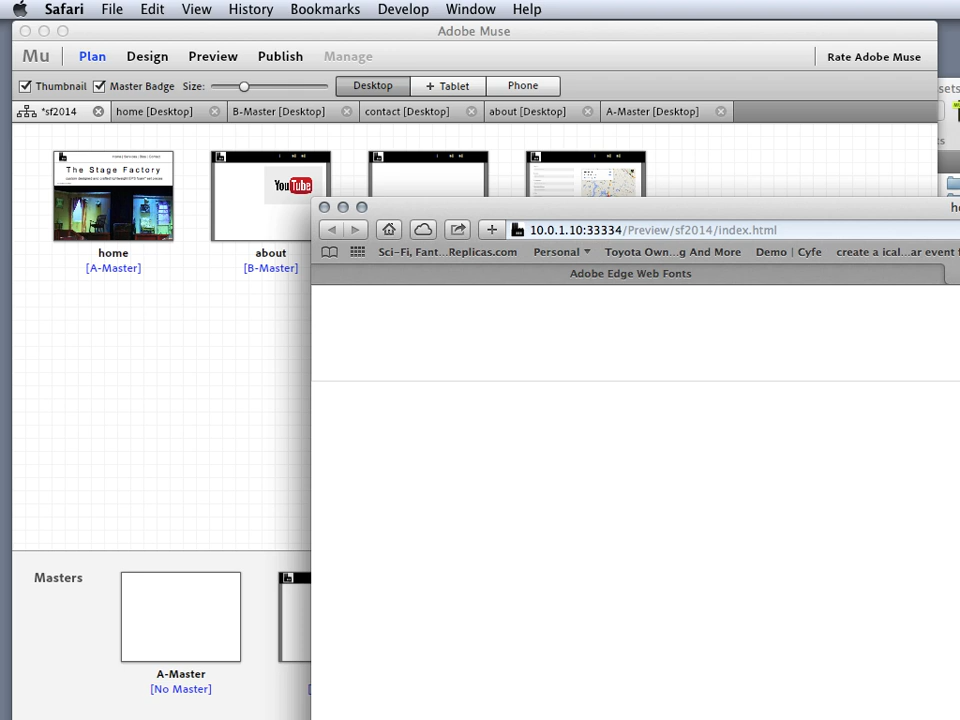 Safari File Edit View History Bookmarks Develop Window Help
Adobe Muse
Mu Plan Design Preview Publish Manage Rate Adobe Muse
Thumbnail Master Badge Size: Desktop + Tablet Phone
*sf2014 home [Desktop] B-Master [Desktop] contact [Desktop] about [Desktop] A-Master [Desktop]
The Stage Factory
YouTube
home
[A-Master]
about
[B-Master]
10.0.1.10:33334/Preview/sf2014/index.html
Sci-Fi, Fant...Replicas.com Personal Toyota Own...g And More Demo | Cyfe create a ical...ar event
Adobe Edge Web Fonts
Masters
A-Master
[No Master]